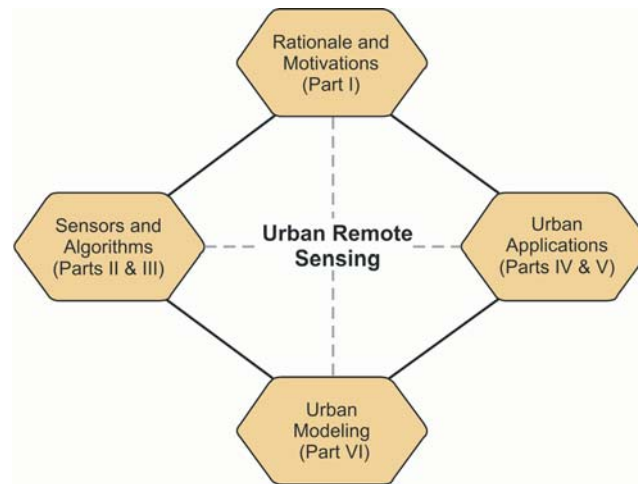 Rationale and
Motivations
(Part I)
Sensors and
Algorithms
(Parts II & III)
Urban Remote
Sensing
Urban
Applications
(Parts IV & V)
Urban
Modeling
(Part VI)